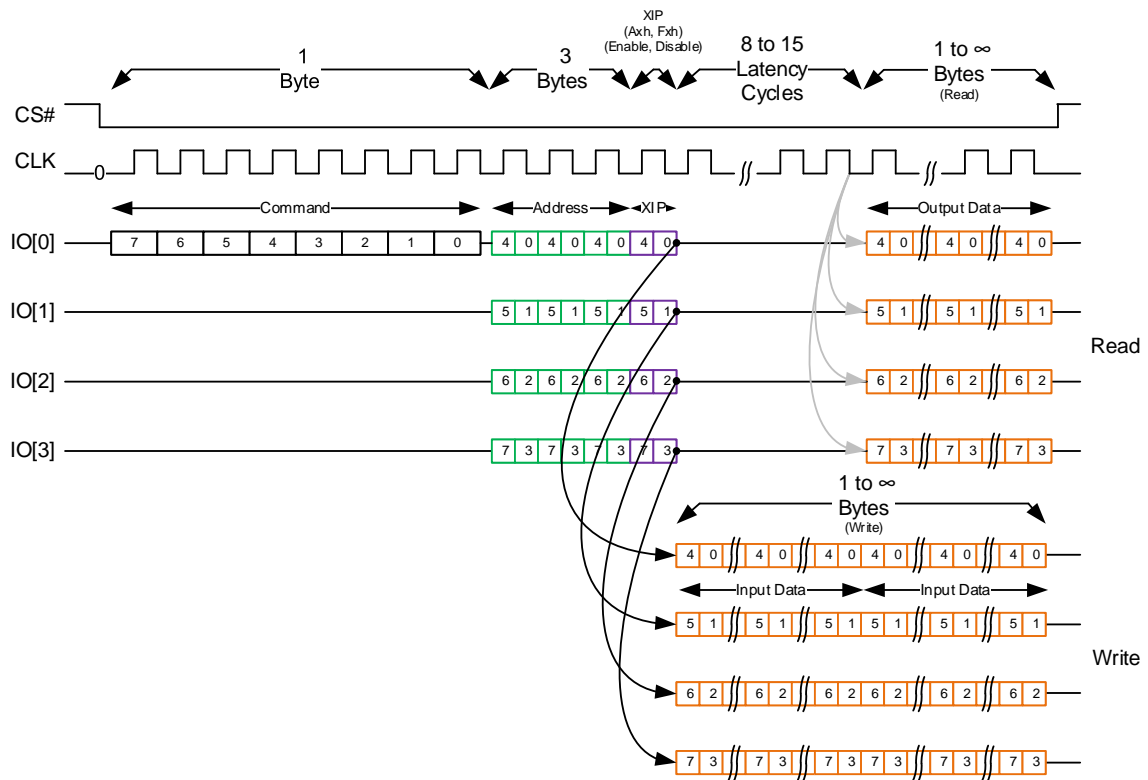 XIP
(Axh, Fxh)
(Enable, Disable)
1
Byte
3
Bytes
8 to 15
Latency
Cycles
1 to ∞
Bytes
(Read)
CS#
CLK
0
Command
Address
XIP
Output Data
IO[0]
7 6 5 4 3 2 1 0 4 0 4 0 4 0 4 0 4 0 4 0 4 0
IO[1]
5 1 5 1 5 1 5 1 5 1 5 1 5 1
Read
IO[2]
6 2 6 2 6 2 6 2 6 2 6 2 6 2
IO[3]
7 3 7 3 7 3 7 3 7 3 7 3 7 3
1 to ∞
Bytes
(Write)
4 0 4 0 4 0 4 0 4 0 4 0
Input Data
Input Data
5 1 5 1 5 1 5 1 5 1 5 1
Write
6 2 6 2 6 2 6 2 6 2 6 2
7 3 7 3 7 3 7 3 7 3 7 3